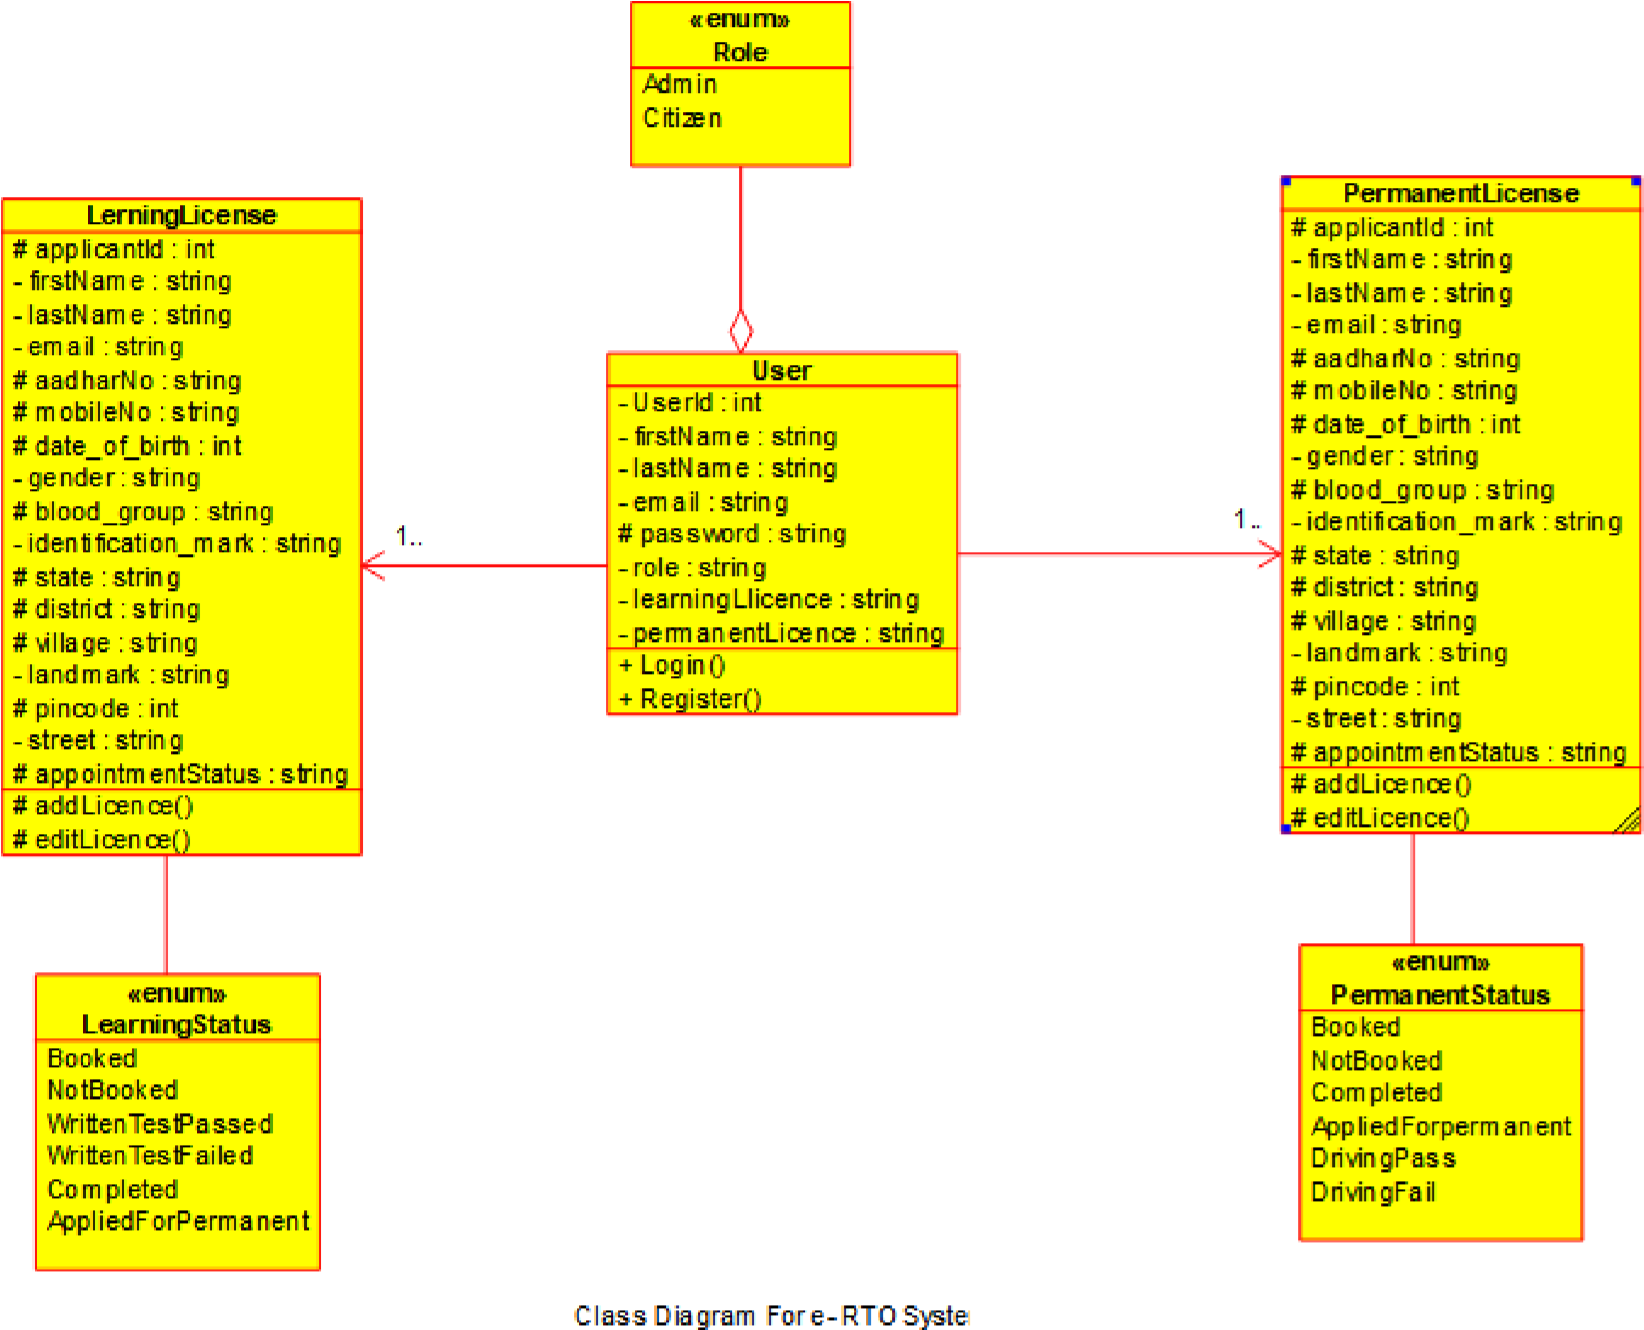 «enum»
Role
Admin
Citizen
LerningLicense
# applicantId : int
- firstName : string
- lastName : string
- email : string
# aadharNo : string
# mobileNo : string
# date_of_birth : int
- gender : string
# blood_group : string
- identification_mark : string
# state : string
# district : string
# village : string
- landmark : string
# pincode : int
- street : string
# appointmentStatus : string
# addLicence()
# editLicence()
1..
User
- UserId : int
- firstName : string
- lastName : string
- email : string
# password : string
- role : string
- learningLlicence : string
- permanentLicence : string
+ Login()
+ Register()
1..
PermanentLicense
# applicantId : int
- firstName : string
- lastName : string
- email : string
# aadharNo : string
# mobileNo : string
# date_of_birth : int
- gender : string
# blood_group : string
- identification_mark : string
# state : string
# district : string
# village : string
- landmark : string
# pincode : int
- street : string
# appointmentStatus : string
# addLicence()
# editLicence()
«enum»
LearningStatus
Booked
NotBooked
WrittenTestPassed
WrittenTestFailed
Completed
AppliedForPermanent
«enum»
PermanentStatus
Booked
NotBooked
Completed
AppliedForpermanent
DrivingPass
DrivingFail
Class Diagram For e-RTO Syste